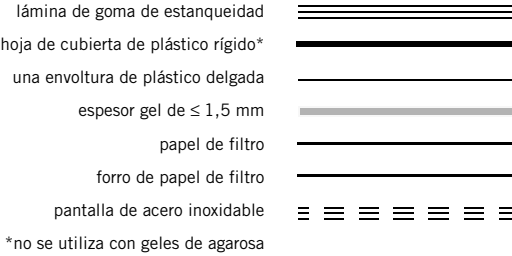 lámina de goma de estanqueidad
hoja de cubierta de plástico rígido*
una envoltura de plástico delgada
espesor gel de ≤ 1,5 mm
papel de filtro
forro de papel de filtro
pantalla de acero inoxidable
*no se utiliza con geles de agarosa